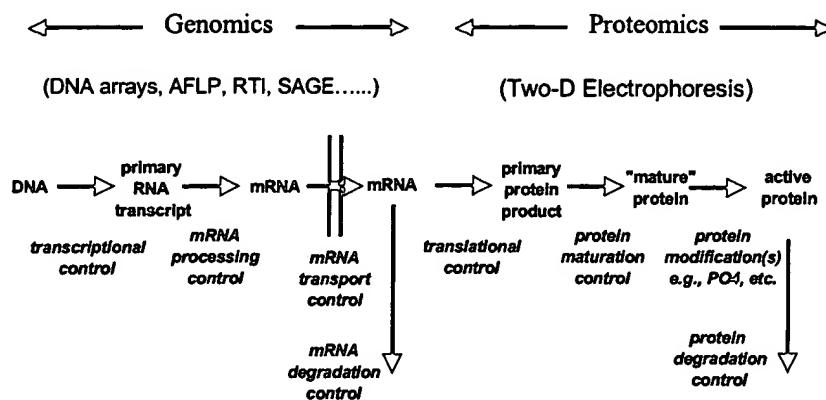 Genomics
Proteomics
(DNA arrays, AFLP, RTI, SAGE…...)
(Two-D Electrophoresis)
DNA
primary
RNA
transcript
mRNA
mRNA
primary
protein
product
"mature"
protein
active
protein
transcriptional
control
mRNA
processing
control
mRNA
transport
control
translational
control
protein
maturation
control
protein
modification(s)
e.g., PO4, etc.
mRNA
degradation
control
protein
degradation
control